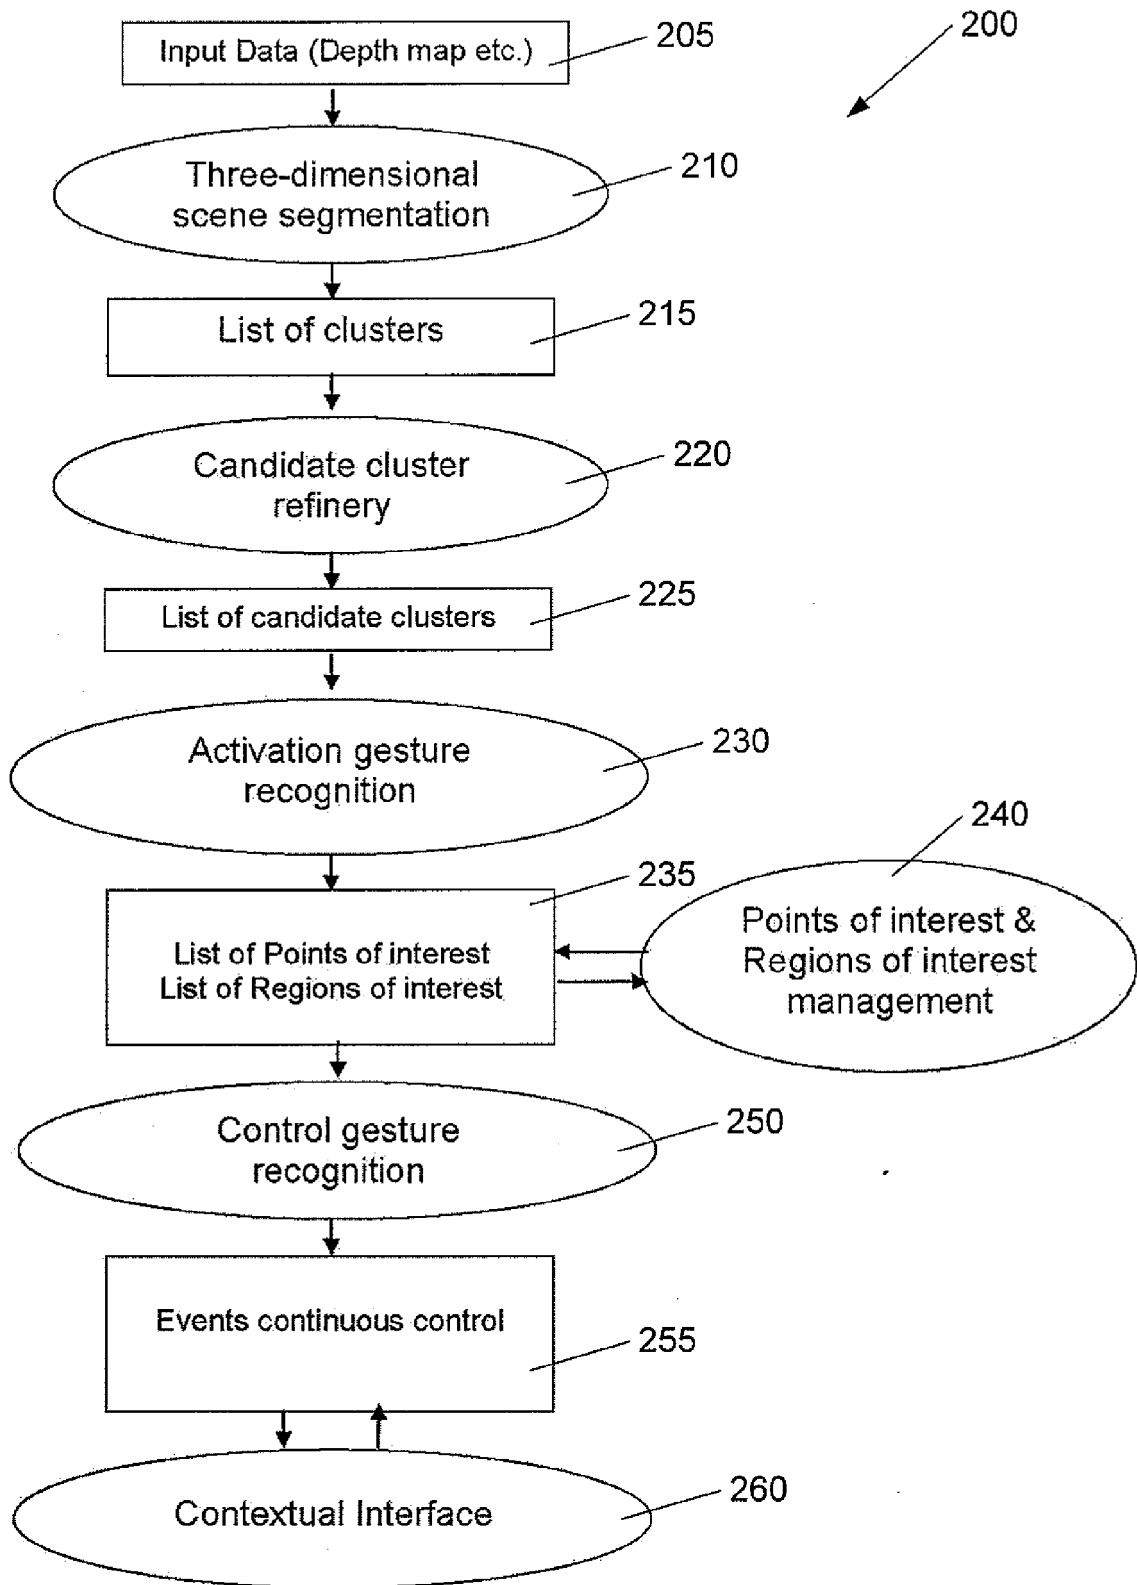 Input Data (Depth map etc.)
205
200
Three-dimensional
scene segmentation
210
List of clusters
215
Candidate cluster
refinery
220
List of candidate clusters
225
Activation gesture
recognition
230
235
List of Points of interest
List of Regions of interest
240
Points of interest &
Regions of interest
management
Control gesture
recognition
250
Events continuous control
255
Contextual Interface
260